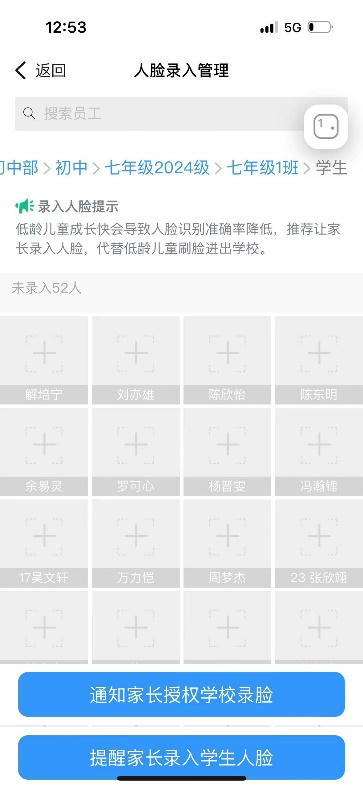 12:53
5G
返回
人脸录入管理
搜索员工
1
初中部 > 初中 > 七年级2024级 > 七年级1班 > 学生
录入人脸提示
低龄儿童成长快会导致人脸识别准确率降低，推荐让家
长录入人脸，代替低龄儿童刷脸进出学校。
未录入52人
解培宁 刘亦雄 陈欣怡 陈东明
余易灵 罗可心 杨晋雯 冯瀚锂
17吴文轩 万力恺 周梦杰 23 张欣翊
通知家长授权学校录脸
提醒家长录入学生人脸